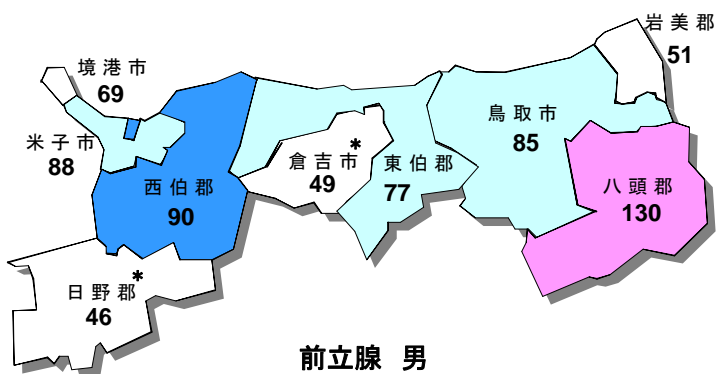 岩美郡
51
境港市
69
鳥取市
85
米子市
88
*
倉吉市
49
東伯郡
77
西伯郡
90
八頭郡
130
*
日野郡
46
前立腺 男